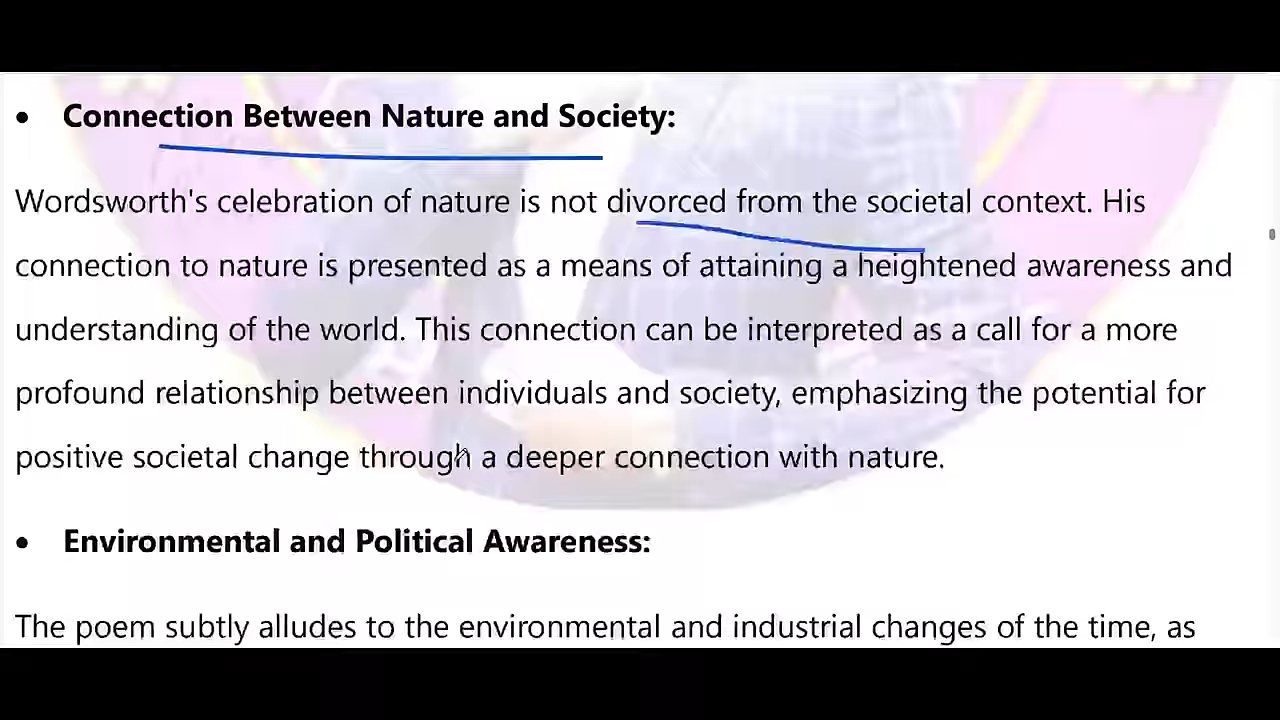 • Connection Between Nature and Society:
Wordsworth's celebration of nature is not divorced from the societal context. His
connection to nature is presented as a means of attaining a heightened awareness and
understanding of the world. This connection can be interpreted as a call for a more
profound relationship between individuals and society, emphasizing the potential for
positive societal change through a deeper connection with nature.
• Environmental and Political Awareness:
The poem subtly alludes to the environmental and industrial changes of the time, as